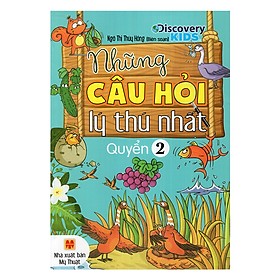 Discovery
KIDS
Ngô Thị Thúy Hồng (Biên soạn)
Những
CÂU HỎI
lý thú nhất
Quyển 2
Nhà xuất bản
Mỹ Thuật